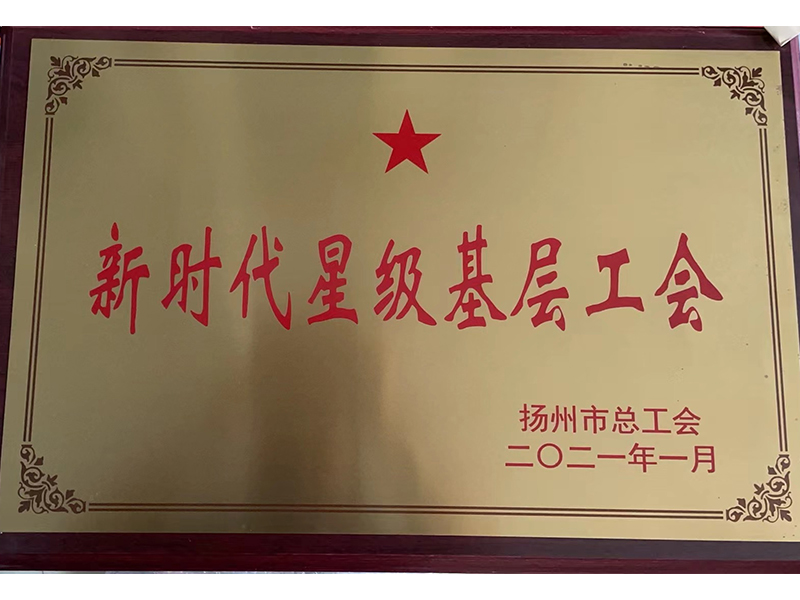 新时代星级基层工会
扬州市总工会
二〇二一年一月